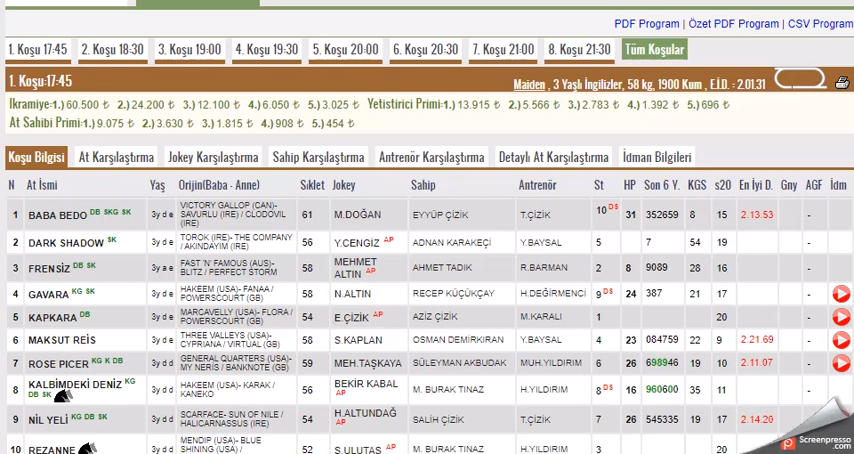 PDF Program | Özet PDF Program | CSV Program
1. Koşu 17:45 2. Koşu 18:30 3. Koşu 19:00 4. Koşu 19:30 5. Koşu 20:00 6. Koşu 20:30 7. Koşu 21:00 8. Koşu 21:30 Tüm Koşular
1. Koşu:17:45 Maiden , 3 Yaşlı İngilizler, 58 kg, 1900 Kum , E.İ.D. : 2.01.31
Ikramiye:1.) 60.500 ₺ 2.) 24.200 ₺ 3.) 12.100 ₺ 4.) 6.050 ₺ 5.) 3.025 ₺ Yetistirici Primi:1.) 13.915 ₺ 2.) 5.566 ₺ 3.) 2.783 ₺ 4.) 1.392 ₺ 5.) 696 ₺
At Sahibi Primi:1.) 9.075 ₺ 2.) 3.630 ₺ 3.) 1.815 ₺ 4.) 908 ₺ 5.) 454 ₺
Koşu Bilgisi At Karşılaştırma Jokey Karşılaştırma Sahip Karşılaştırma Antrenör Karşılaştırma Detaylı At Karşılaştırma İdman Bilgileri
N At İsmi Yaş Orijin(Baba - Anne) Sıklet Jokey Sahip Antrenör St HP Son 6 Y. KGS s20 En İyi D. Gny AGF İdm
1 BABA BEDO DB SKG SK 3y d e VICTORY GALLOP (CAN)- SAVURLU (IRE) / CLODOVIL (IRE) 61 M.DOĞAN EYYÜP ÇİZİK T.ÇİZİK 10 DS 31 352659 8 15 2.13.53 -
2 DARK SHADOW SK 3y d e TOROK (IRE)- THE COMPANY / AKINDAYIM (IRE) 56 Y.CENGİZ AP ADNAN KARAKEÇİ Y.BAYSAL 5 7 54 19 -
3 FRENSİZ DB SK 3y a e FAST 'N' FAMOUS (AUS)- BLITZ / PERFECT STORM 58 MEHMET ALTIN AP AHMET TADIK R.BARMAN 2 8 9089 28 16 -
4 GAVARA KG SK 3y d e HAKEEM (USA)- FANAA / POWERSCOURT (GB) 58 N.ALTIN RECEP KÜÇÜKÇAY H.DEĞİRMENCİ 9 DS 24 387 21 17 -
5 KAPKARA DB 3y d e MARCAVELLY (USA)- FLORA / POWERSCOURT (GB) 54 E.ÇİZİK AP AZİZ ÇİZİK M.KARALI 1 20 -
6 MAKSUT REİS 3y d e THREE VALLEYS (USA)- CYPRIANA / VIRTUAL (GB) 58 S.KAPLAN OSMAN DEMİRKIRAN Y.BAYSAL 4 23 084759 22 9 2.21.69 -
7 ROSE PICER KG K DB 3y d d GENERAL QUARTERS (USA)- MY NERIS / BANKNOTE (GB) 59 MEH.TAŞKAYA SÜLEYMAN AKBUDAK MUH.YILDIRIM 6 26 698946 19 10 2.11.07 -
8 KALBİMDEKİ DENİZ KG DB SK 3y d d HAKEEM (USA)- KARAK / KANEKO 56 BEKİR KABAL AP M. BURAK TINAZ H.YILDIRIM 8 DS 16 960600 35 11 -
9 NİL YELİ KG DB SK 3y d d SCARFACE- SUN OF NILE / HALICARNASSUS (IRE) 54 H.ALTUNDAĞ AP SALİH ÇİZİK T.ÇİZİK 7 26 545335 19 17 2.14.20 -
10 REZANNE 3y d d MENDIP (USA)- BLUE SHINING (USA) / 52 S.ULUTAŞ AP M. BURAK TINAZ H.YILDIRIM 3 s20 -
Screenpresso
.com